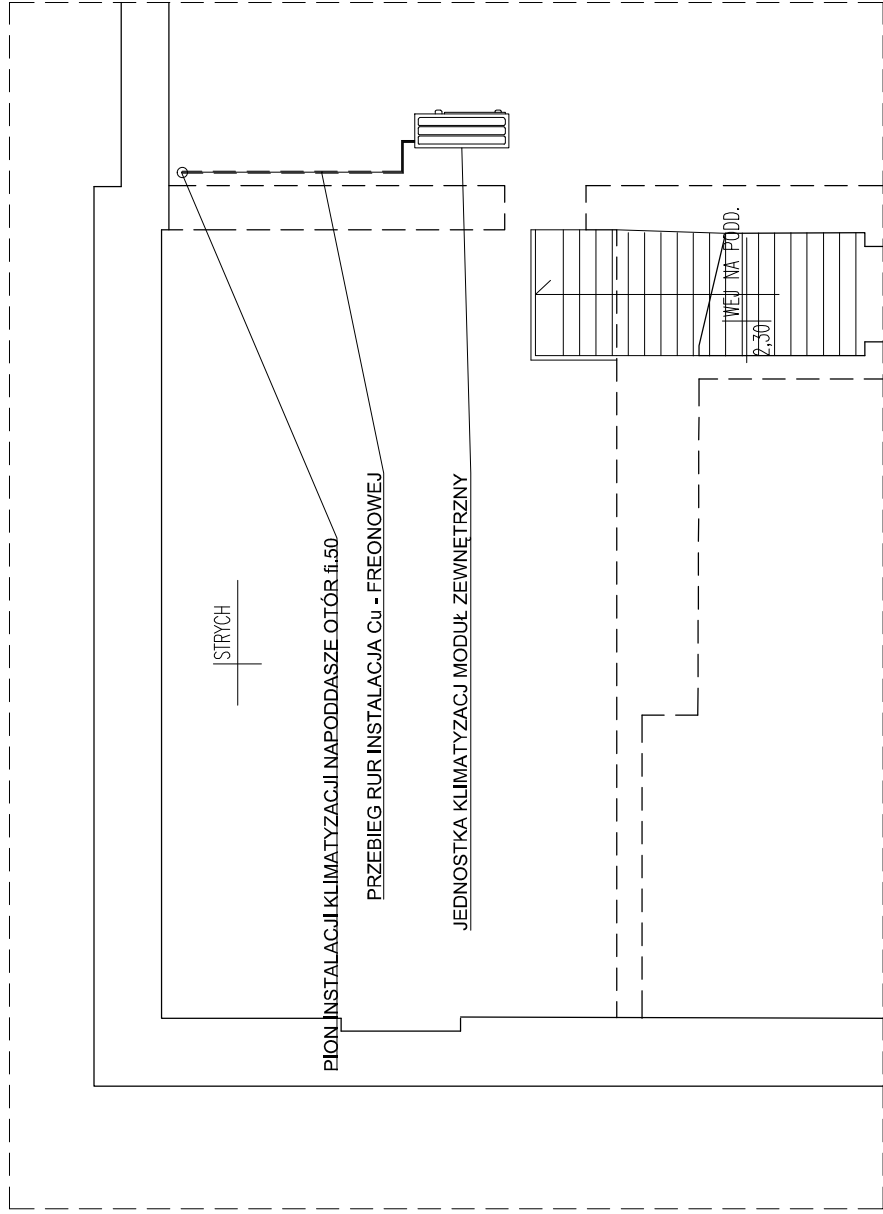 STRYCH
PION INSTALACJI KLIMATYZACJI NAPODDASZE OTÓR fi.50
PRZEBIEG RUR INSTALACJA Cu - FREONOWEJ
JEDNOSTKA KLIMATYZACJ MODUŁ ZEWNĘTRZNY
WEJ NA PODD.
2,30